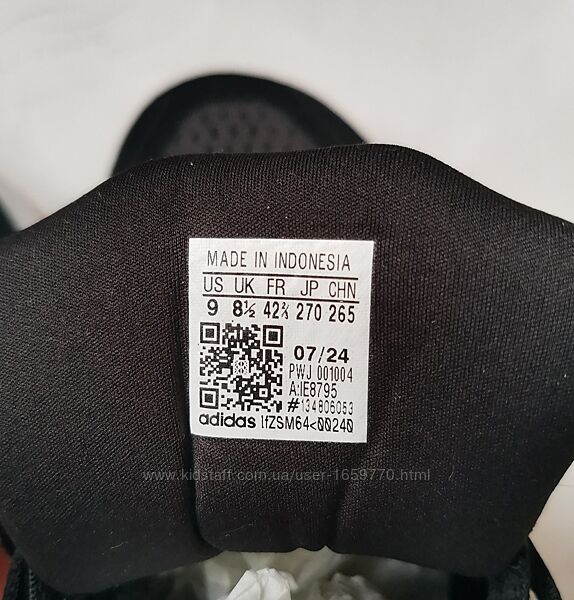 MADE IN INDONESIA
US UK FR JP CHN
9 8½ 42⅔ 270 265
07/24
PWJ 001004
A:IE8795
#134806053
adidas lfZSM64<00240
www.kidstaff.com.ua/user-1659770.html